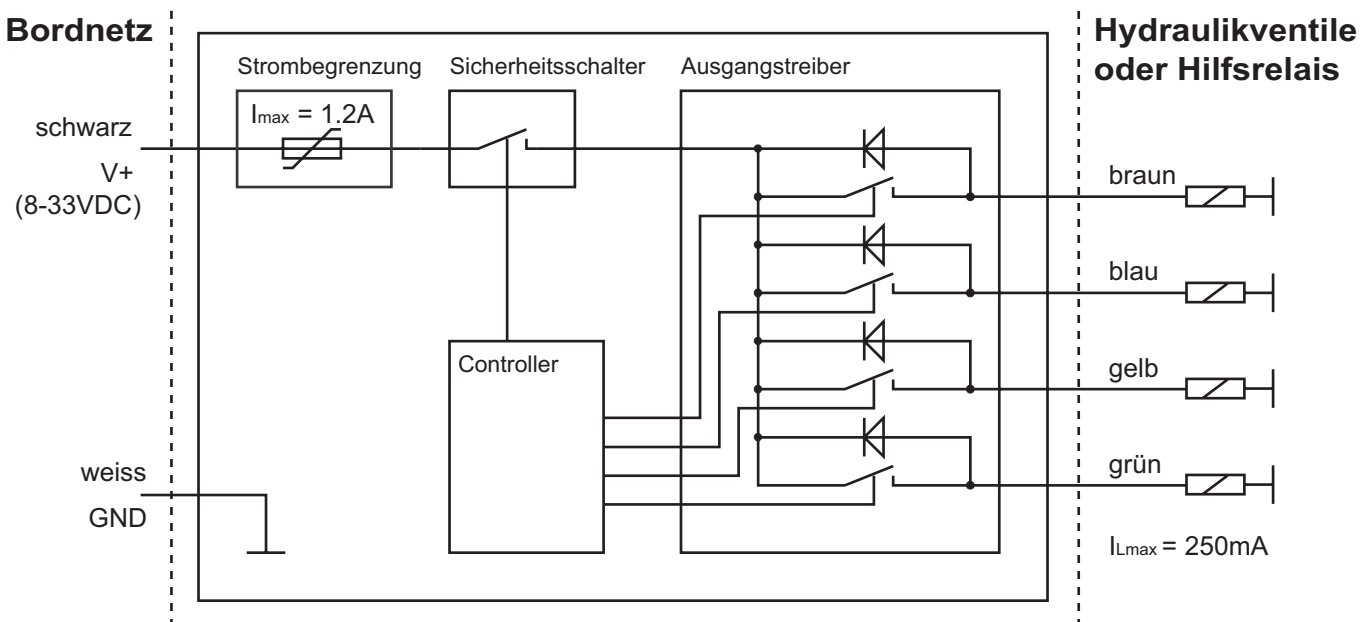 Bordnetz
Hydraulikventile
oder Hilfsrelais
Strombegrenzung
Sicherheitsschalter
Ausgangstreiber
Imax = 1.2A
schwarz
V+
(8-33VDC)
braun
blau
Controller
gelb
weiss
GND
grün
ILmax = 250mA